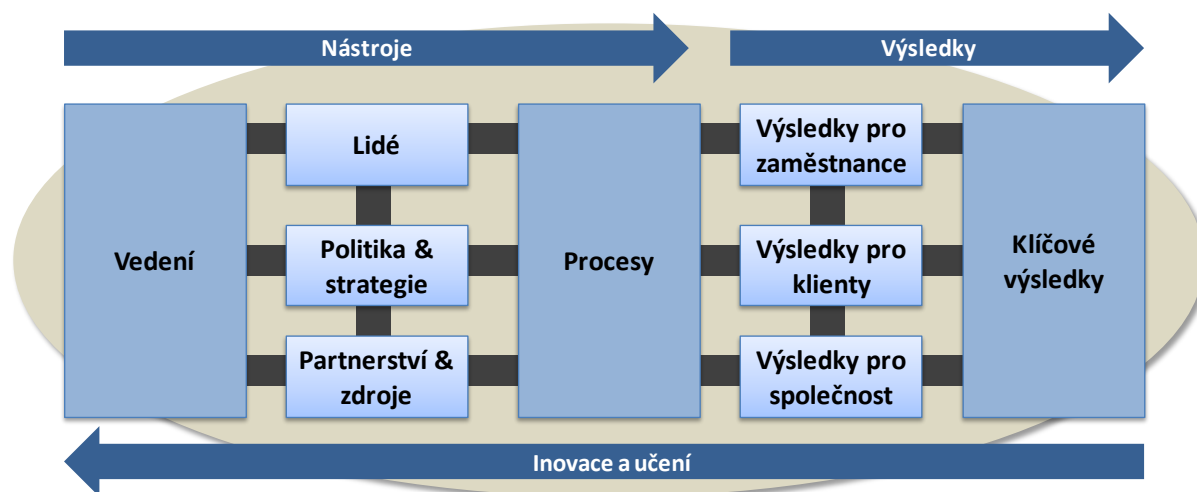 Nástroje
Výsledky
Vedení
Lidé
Politika &
strategie
Partnerství &
zdroje
Procesy
Výsledky pro
zaměstnance
Výsledky pro
klienty
Výsledky pro
společnost
Klíčové
výsledky
Inovace a učení